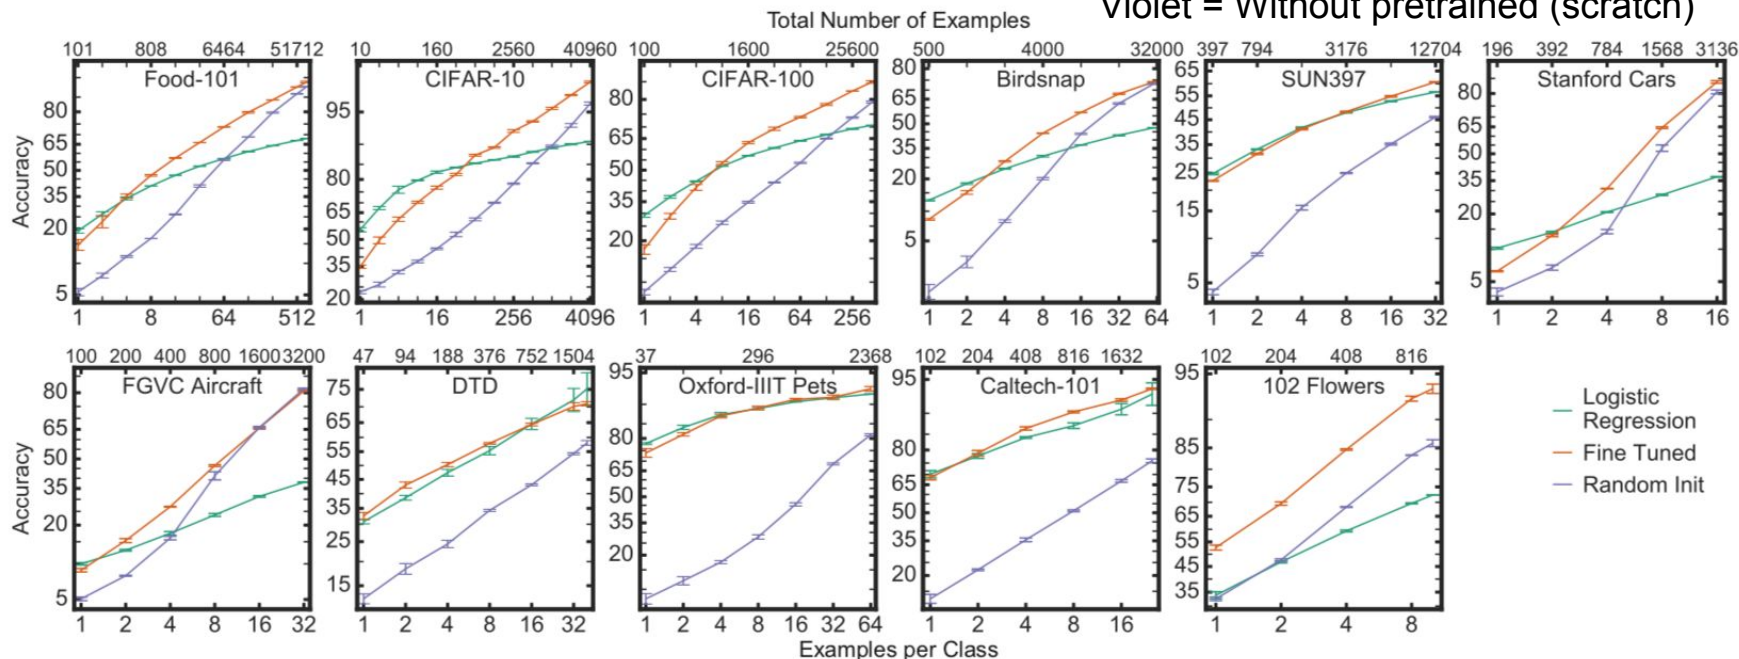 Violet = Without pretrained (scratch)
Total Number of Examples
101 808 6464 51712
10 160 2560 40960
100 1600 25600
500 4000 32000
397 794 3176 12704
196 392 784 1568 3136
Food-101
CIFAR-10
CIFAR-100
Birdsnap
SUN397
Stanford Cars
Accuracy
80
65
50
35
20
5
95
80
65
50
35
20
80
65
50
35
20
80
65
50
35
20
5
65
55
45
35
25
15
5
80
65
50
35
20
5
1 8 64 512
1 16 256 4096
1 4 16 64 256
1 2 4 8 16 32 64
1 2 4 8 16 32
1 2 4 8 16
100 200 400 800 1600 3200
47 94 188 376 752 1504
37 296 2368
102 204 408 816 1632
102 204 408 816
FGVC Aircraft
DTD
Oxford-IIIT Pets
Caltech-101
102 Flowers
Accuracy
80
65
50
35
20
5
75
65
55
45
35
25
15
95
80
65
50
35
20
95
80
65
50
35
20
95
85
75
65
55
45
35
1 2 4 8 16 32
1 2 4 8 16 32
1 2 4 8 16 32 64
1 2 4 8 16
1 2 4 8
Examples per Class
Logistic
Regression
Fine Tuned
Random Init